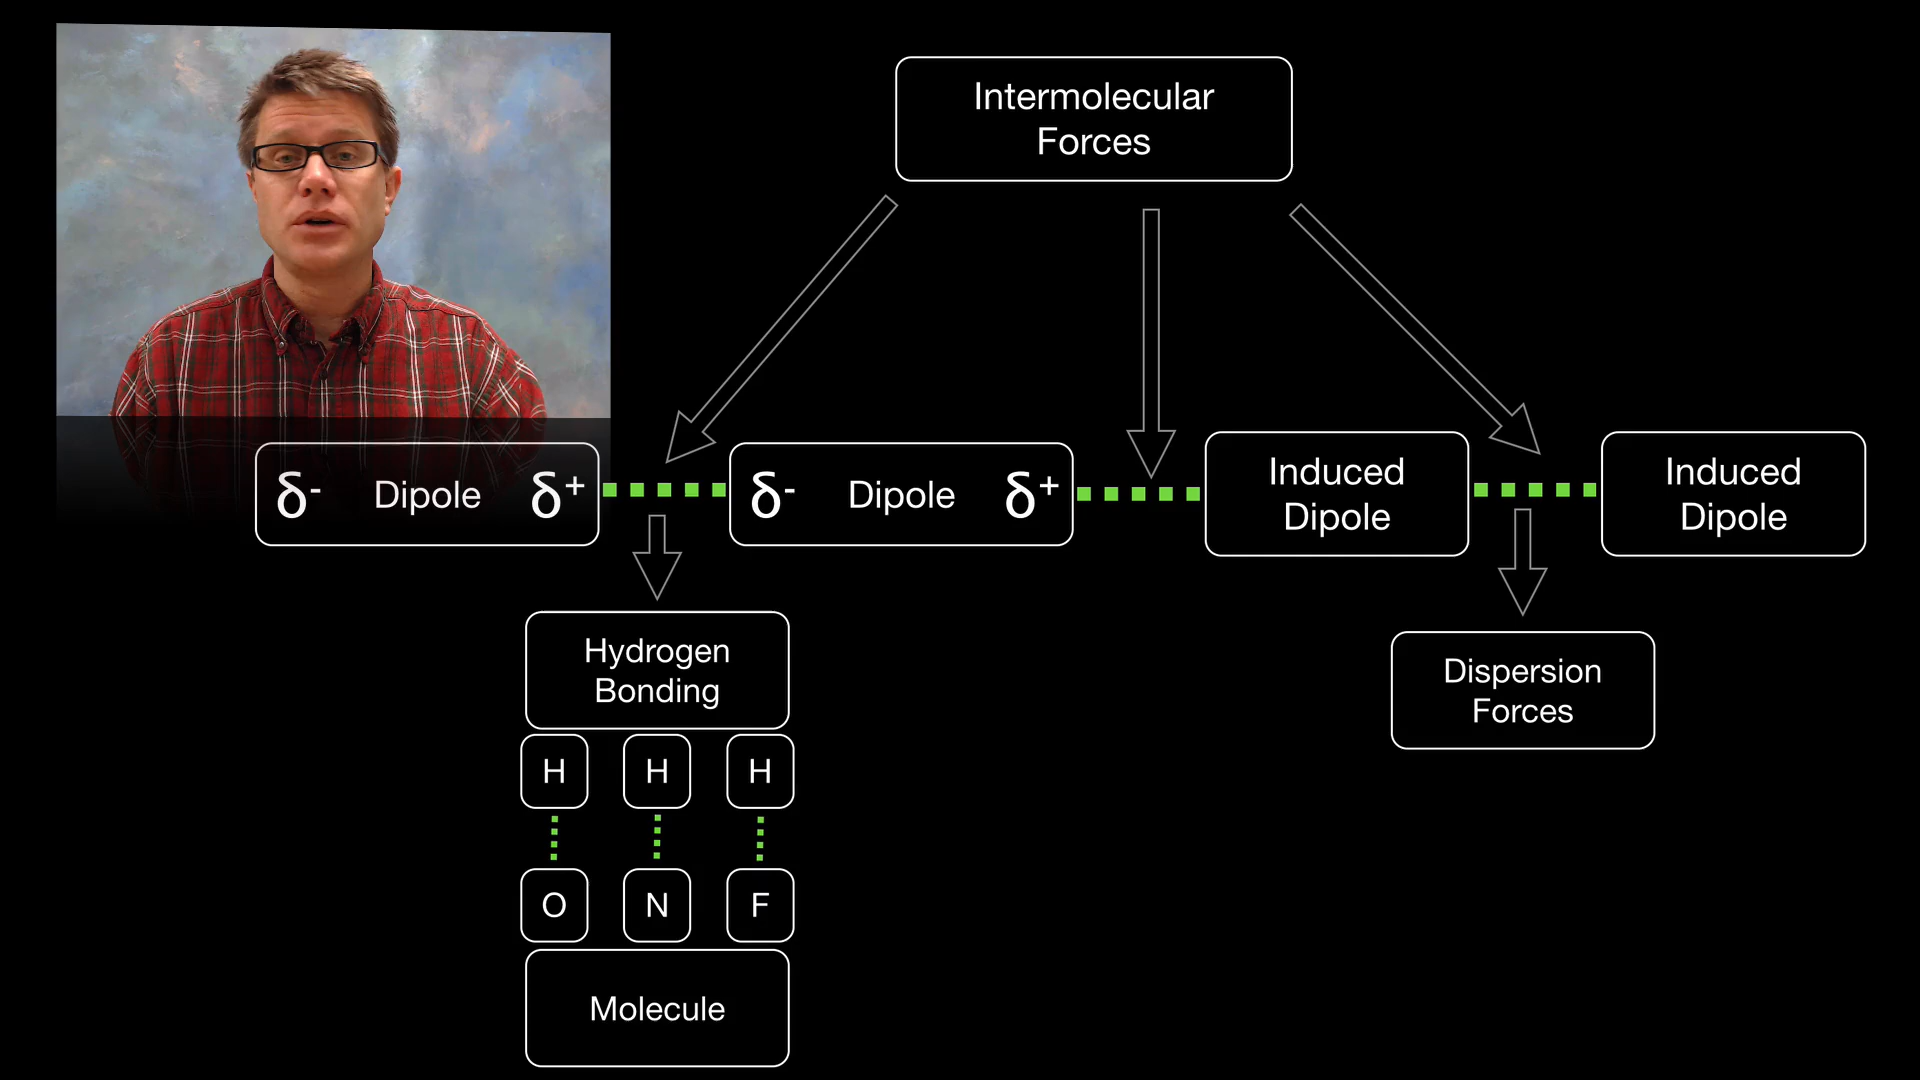 Intermolecular
Forces
δ- Dipole δ+
δ- Dipole δ+
Induced
Dipole
Induced
Dipole
Hydrogen
Bonding
Dispersion
Forces
H H H
O N F
Molecule